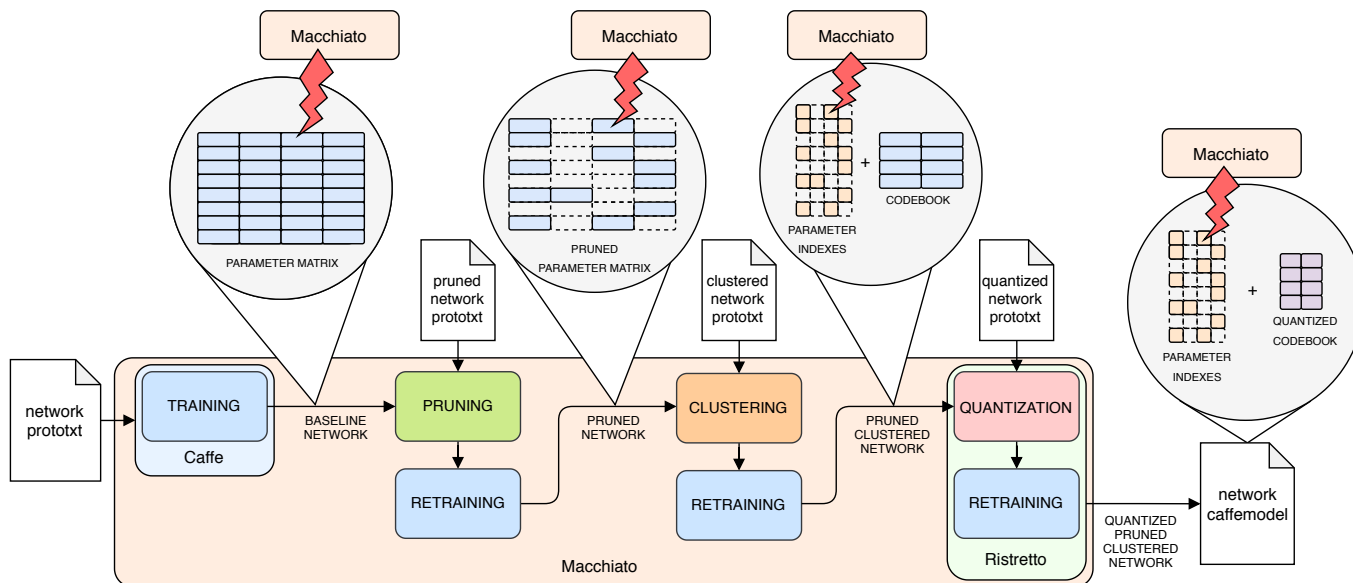 Macchiato
Macchiato
Macchiato
Macchiato
PARAMETER MATRIX
PRUNED
PARAMETER MATRIX
+
CODEBOOK
PARAMETER
INDEXES
+
QUANTIZED
CODEBOOK
PARAMETER
INDEXES
pruned
network
prototxt
clustered
network
prototxt
quantized
network
prototxt
network
prototxt
TRAINING
Caffe
BASELINE
NETWORK
PRUNING
RETRAINING
PRUNED
NETWORK
CLUSTERING
RETRAINING
PRUNED
CLUSTERED
NETWORK
QUANTIZATION
RETRAINING
Ristretto
QUANTIZED
PRUNED
CLUSTERED
NETWORK
network
caffemodel
Macchiato